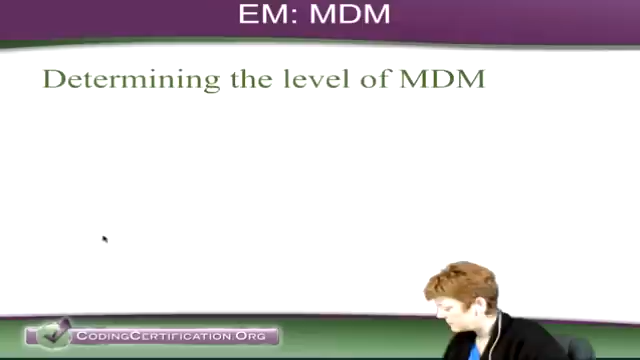 EM: MDM
Determining the level of MDM
CodingCertification.Org